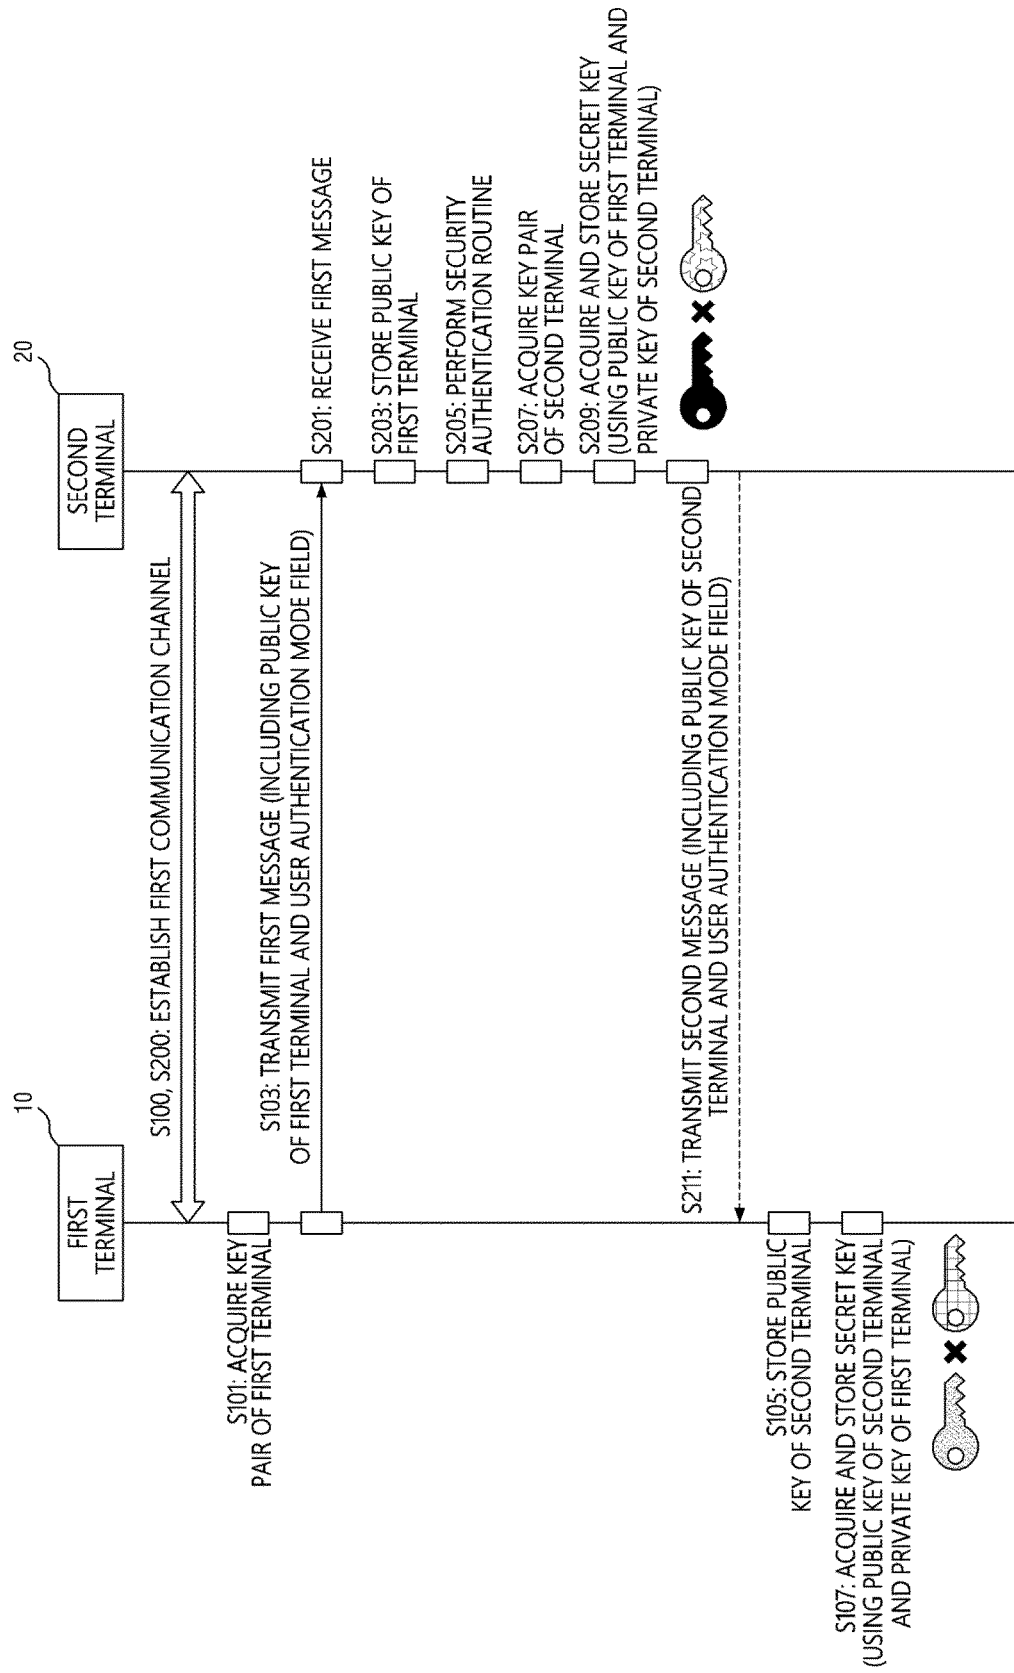 10
20
FIRST
TERMINAL
SECOND
TERMINAL
S100, S200: ESTABLISH FIRST COMMUNICATION CHANNEL
S101: ACQUIRE KEY
PAIR OF FIRST TERMINAL
S103: TRANSMIT FIRST MESSAGE (INCLUDING PUBLIC KEY
OF FIRST TERMINAL AND USER AUTHENTICATION MODE FIELD)
S201: RECEIVE FIRST MESSAGE
S203: STORE PUBLIC KEY OF
FIRST TERMINAL
S205: PERFORM SECURITY
AUTHENTICATION ROUTINE
S207: ACQUIRE KEY PAIR
OF SECOND TERMINAL
S209: ACQUIRE AND STORE SECRET KEY
(USING PUBLIC KEY OF FIRST TERMINAL AND
PRIVATE KEY OF SECOND TERMINAL)
S211: TRANSMIT SECOND MESSAGE (INCLUDING PUBLIC KEY OF SECOND
TERMINAL AND USER AUTHENTICATION MODE FIELD)
S105: STORE PUBLIC
KEY OF SECOND TERMINAL
S107: ACQUIRE AND STORE SECRET KEY
(USING PUBLIC KEY OF SECOND TERMINAL
AND PRIVATE KEY OF FIRST TERMINAL)